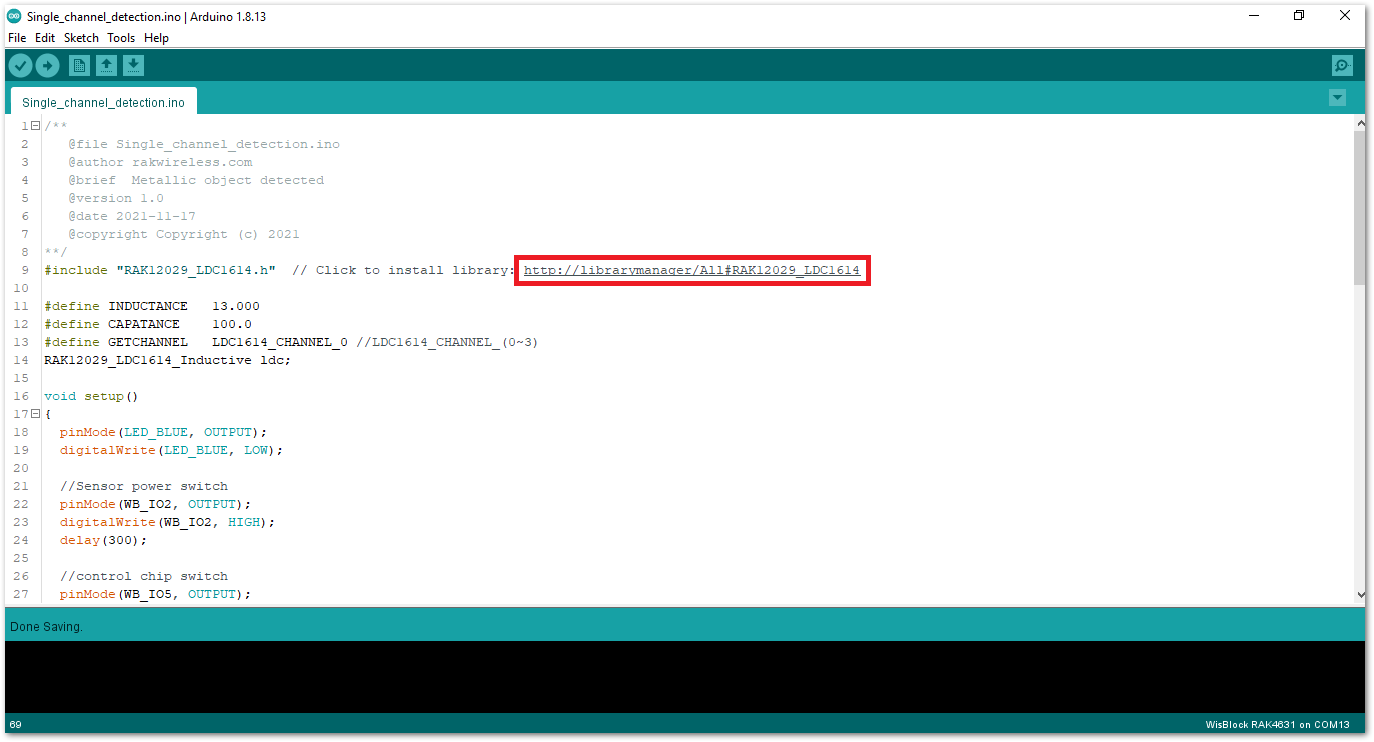 Single_channel_detection.ino | Arduino 1.8.13
File Edit Sketch Tools Help
Single_channel_detection.ino
1 /**
2 @file Single_channel_detection.ino
3 @author rakwireless.com
4 @brief  Metallic object detected
5 @version 1.0
6 @date 2021-11-17
7 @copyright Copyright (c) 2021
8 **/
9 #include "RAK12029_LDC1614.h"  // Click to install library: http://librarymanager/All#RAK12029_LDC1614
10
11 #define INDUCTANCE   13.000
12 #define CAPATANCE    100.0
13 #define GETCHANNEL   LDC1614_CHANNEL_0 //LDC1614_CHANNEL_(0~3)
14 RAK12029_LDC1614_Inductive ldc;
15
16 void setup()
17 {
18   pinMode(LED_BLUE, OUTPUT);
19   digitalWrite(LED_BLUE, LOW);
20
21   //Sensor power switch
22   pinMode(WB_IO2, OUTPUT);
23   digitalWrite(WB_IO2, HIGH);
24   delay(300);
25
26   //control chip switch
27   pinMode(WB_IO5, OUTPUT);
Done Saving.
69 WisBlock RAK4631 on COM13